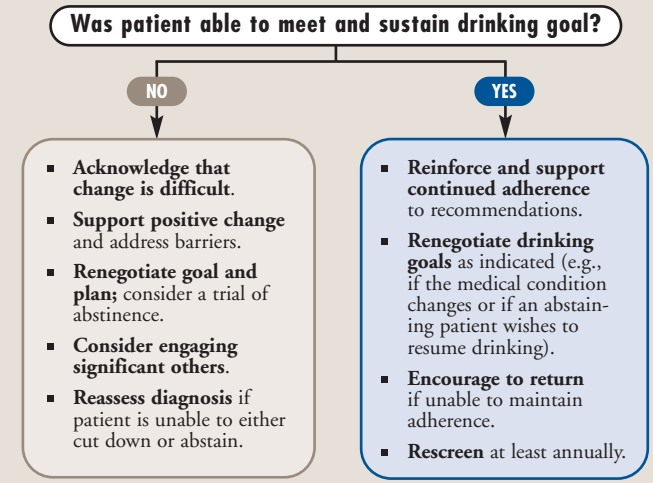 Was patient able to meet and sustain drinking goal?
NO
▪ Acknowledge that
change is difficult.
▪ Support positive change
and address barriers.
▪ Renegotiate goal and
plan; consider a trial of
abstinence.
▪ Consider engaging
significant others.
▪ Reassess diagnosis if
patient is unable to either
cut down or abstain.
YES
▪ Reinforce and support
continued adherence
to recommendations.
▪ Renegotiate drinking
goals as indicated (e.g.,
if the medical condition
changes or if an abstain-
ing patient wishes to
resume drinking).
▪ Encourage to return
if unable to maintain
adherence.
▪ Rescreen at least annually.